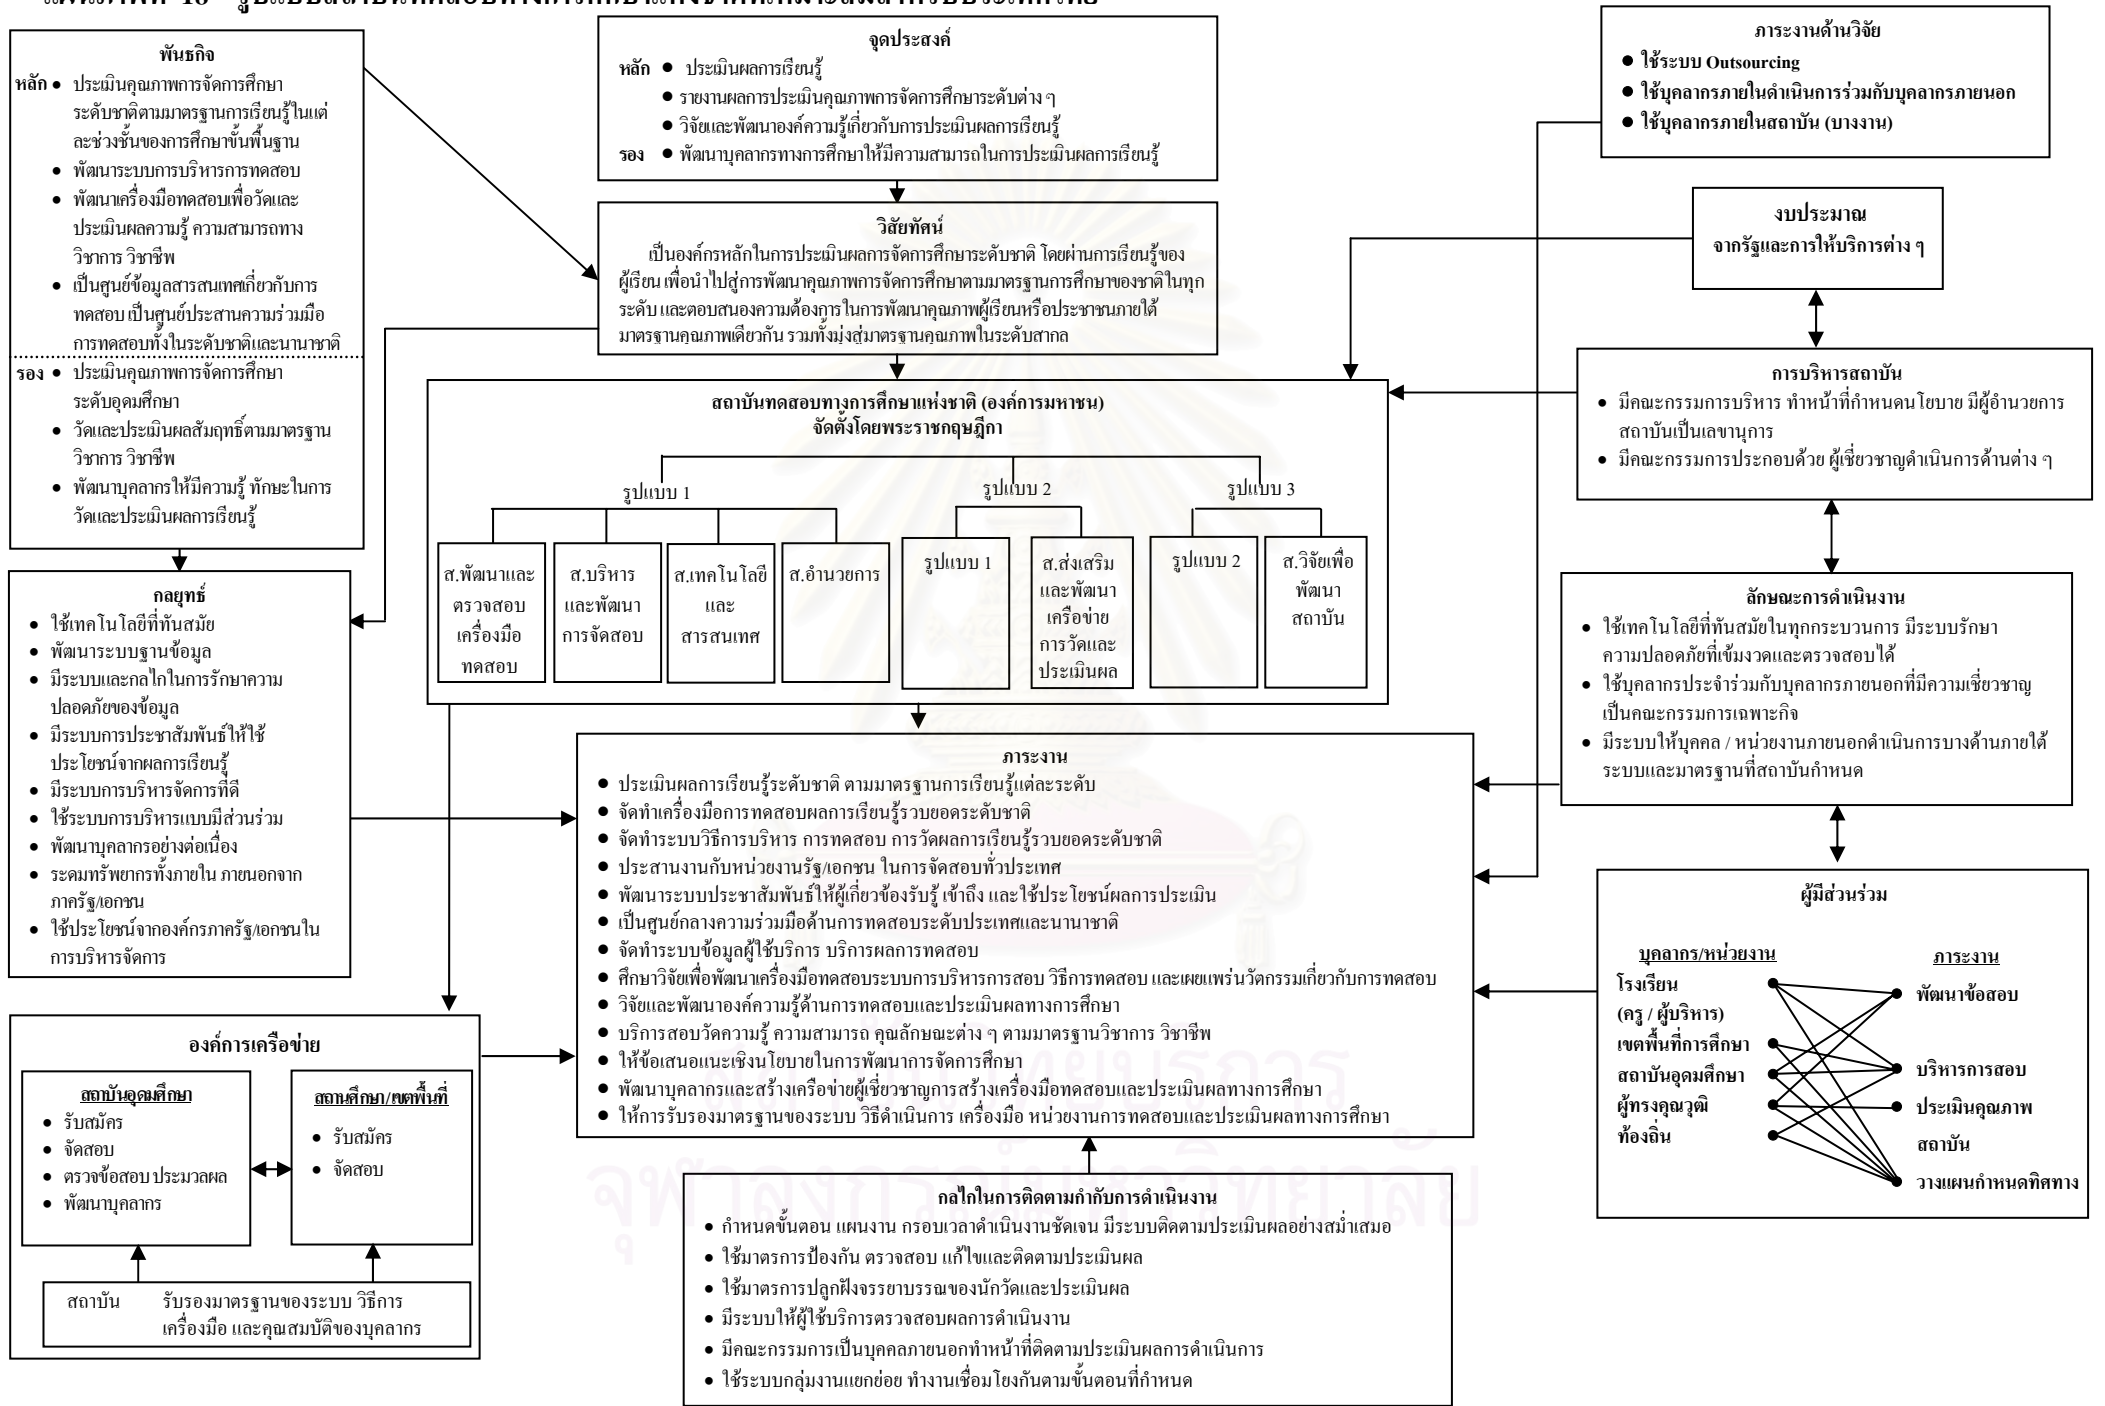 แผนภาพที่ 18 รูปแบบสถาบันทดสอบทางการศึกษาแห่งชาติที่เหมาะสมสำหรับประเทศไทย
พันธกิจ
หลัก ● ประเมินคุณภาพการจัดการศึกษา
ระดับชาติตามมาตรฐานการเรียนรู้ในแต่
ละช่วงชั้นของการศึกษาขั้นพื้นฐาน
● พัฒนาระบบการบริหารการทดสอบ
● พัฒนาเครื่องมือทดสอบเพื่อวัดและ
ประเมินผลความรู้ ความสามารถทาง
วิชาการ วิชาชีพ
● เป็นศูนย์ข้อมูลสารสนเทศเกี่ยวกับการ
ทดสอบ เป็นศูนย์ประสานความร่วมมือ
การทดสอบทั้งในระดับชาติและนานาชาติ
รอง ● ประเมินคุณภาพการจัดการศึกษา
ระดับอุดมศึกษา
● วัดและประเมินผลสัมฤทธิ์ตามมาตรฐาน
วิชาการ วิชาชีพ
● พัฒนาบุคลากรให้มีความรู้ ทักษะในการ
วัดและประเมินผลการเรียนรู้
จุดประสงค์
หลัก ● ประเมินผลการเรียนรู้
● รายงานผลการประเมินคุณภาพการจัดการศึกษาระดับต่าง ๆ
● วิจัยและพัฒนาองค์ความรู้เกี่ยวกับการประเมินผลการเรียนรู้
รอง ● พัฒนาบุคลากรทางการศึกษาให้มีความสามารถในการประเมินผลการเรียนรู้
วิสัยทัศน์
เป็นองค์กรหลักในการประเมินผลการจัดการศึกษาระดับชาติ โดยผ่านการเรียนรู้ของ
ผู้เรียน เพื่อนำไปสู่การพัฒนาคุณภาพการจัดการศึกษาตามมาตรฐานการศึกษาของชาติในทุก
ระดับ และตอบสนองความต้องการในการพัฒนาคุณภาพผู้เรียนหรือประชาชนภายใต้
มาตรฐานคุณภาพเดียวกัน รวมทั้งมุ่งสู่มาตรฐานคุณภาพในระดับสากล
ภาระงานด้านวิจัย
● ใช้ระบบ Outsourcing
● ใช้บุคลากรภายในดำเนินการร่วมกับบุคลากรภายนอก
● ใช้บุคลากรภายในสถาบัน (บางงาน)
งบประมาณ
จากรัฐและการให้บริการต่าง ๆ
การบริหารสถาบัน
● มีคณะกรรมการบริหาร ทำหน้าที่กำหนดนโยบาย มีผู้อำนวยการ
สถาบันเป็นเลขานุการ
● มีคณะกรรมการประกอบด้วย ผู้เชี่ยวชาญดำเนินการด้านต่าง ๆ
สถาบันทดสอบทางการศึกษาแห่งชาติ (องค์การมหาชน)
จัดตั้งโดยพระราชกฤษฎีกา
รูปแบบ 1
รูปแบบ 2
รูปแบบ 3
ส.พัฒนาและ
ตรวจสอบ
เครื่องมือ
ทดสอบ
ส.บริหาร
และพัฒนา
การจัดสอบ
ส.เทคโนโลยี
และ
สารสนเทศ
ส.อำนวยการ
รูปแบบ 1
ส.ส่งเสริม
และพัฒนา
เครือข่าย
การวัดและ
ประเมินผล
รูปแบบ 2
ส.วิจัยเพื่อ
พัฒนา
สถาบัน
กลยุทธ์
● ใช้เทคโนโลยีที่ทันสมัย
● พัฒนาระบบฐานข้อมูล
● มีระบบและกลไกในการรักษาความ
ปลอดภัยของข้อมูล
● มีระบบการประชาสัมพันธ์ให้ใช้
ประโยชน์จากผลการเรียนรู้
● มีระบบการบริหารจัดการที่ดี
● ใช้ระบบการบริหารแบบมีส่วนร่วม
● พัฒนาบุคลากรอย่างต่อเนื่อง
● ระดมทรัพยากรทั้งภายใน ภายนอกจาก
ภาครัฐ/เอกชน
● ใช้ประโยชน์จากองค์กรภาครัฐ/เอกชนใน
การบริหารจัดการ
ลักษณะการดำเนินงาน
● ใช้เทคโนโลยีที่ทันสมัยในทุกกระบวนการ มีระบบรักษา
ความปลอดภัยที่เข้มงวดและตรวจสอบได้
● ใช้บุคลากรประจำร่วมกับบุคลากรภายนอกที่มีความเชี่ยวชาญ
เป็นคณะกรรมการเฉพาะกิจ
● มีระบบให้บุคคล / หน่วยงานภายนอกดำเนินการบางด้านภายใต้
ระบบและมาตรฐานที่สถาบันกำหนด
ภาระงาน
● ประเมินผลการเรียนรู้ระดับชาติ ตามมาตรฐานการเรียนรู้แต่ละระดับ
● จัดทำเครื่องมือการทดสอบผลการเรียนรู้รวบยอดระดับชาติ
● จัดทำระบบวิธีการบริหาร การทดสอบ การวัดผลการเรียนรู้รวบยอดระดับชาติ
● ประสานงานกับหน่วยงานรัฐ/เอกชน ในการจัดสอบทั่วประเทศ
● พัฒนาระบบประชาสัมพันธ์ให้ผู้เกี่ยวข้องรับรู้ เข้าถึง และใช้ประโยชน์ผลการประเมิน
● เป็นศูนย์กลางความร่วมมือด้านการทดสอบระดับประเทศและนานาชาติ
● จัดทำระบบข้อมูลผู้ใช้บริการ บริการผลการทดสอบ
● ศึกษาวิจัยเพื่อพัฒนาเครื่องมือทดสอบระบบการบริหารการสอบ วิธีการทดสอบ และเผยแพร่นวัตกรรมเกี่ยวกับการทดสอบ
● วิจัยและพัฒนาองค์ความรู้ด้านการทดสอบและประเมินผลทางการศึกษา
● บริการสอบวัดความรู้ ความสามารถ คุณลักษณะต่าง ๆ ตามมาตรฐานวิชาการ วิชาชีพ
● ให้ข้อเสนอแนะเชิงนโยบายในการพัฒนาการจัดการศึกษา
● พัฒนาบุคลากรและสร้างเครือข่ายผู้เชี่ยวชาญการสร้างเครื่องมือทดสอบและประเมินผลทางการศึกษา
● ให้การรับรองมาตรฐานของระบบ วิธีดำเนินการ เครื่องมือ หน่วยงานการทดสอบและประเมินผลทางการศึกษา
ผู้มีส่วนร่วม
บุคลากร/หน่วยงาน
โรงเรียน
(ครู / ผู้บริหาร)
เขตพื้นที่การศึกษา
สถาบันอุดมศึกษา
ผู้ทรงคุณวุฒิ
ท้องถิ่น
ภาระงาน
พัฒนาข้อสอบ
บริหารการสอบ
ประเมินคุณภาพ
สถาบัน
วางแผนกำหนดทิศทาง
องค์การเครือข่าย
สถาบันอุดมศึกษา
● รับสมัคร
● จัดสอบ
● ตรวจข้อสอบ ประมวลผล
● พัฒนาบุคลากร
สถานศึกษา/เขตพื้นที่
● รับสมัคร
● จัดสอบ
สถาบัน รับรองมาตรฐานของระบบ วิธีการ
เครื่องมือ และคุณสมบัติของบุคลากร
กลไกในการติดตามกำกับการดำเนินงาน
● กำหนดขั้นตอน แผนงาน กรอบเวลาดำเนินงานชัดเจน มีระบบติดตามประเมินผลอย่างสม่ำเสมอ
● ใช้มาตรการป้องกัน ตรวจสอบ แก้ไขและติดตามประเมินผล
● ใช้มาตรการปลูกฝังจรรยาบรรณของนักวัดและประเมินผล
● มีระบบให้ผู้ใช้บริการตรวจสอบผลการดำเนินงาน
● มีคณะกรรมการเป็นบุคคลภายนอกทำหน้าที่ติดตามประเมินผลการดำเนินการ
● ใช้ระบบกลุ่มงานแยกย่อย ทำงานเชื่อมโยงกันตามขั้นตอนที่กำหนด
จุฬาลงกรณ์มหาวิทยาลัย